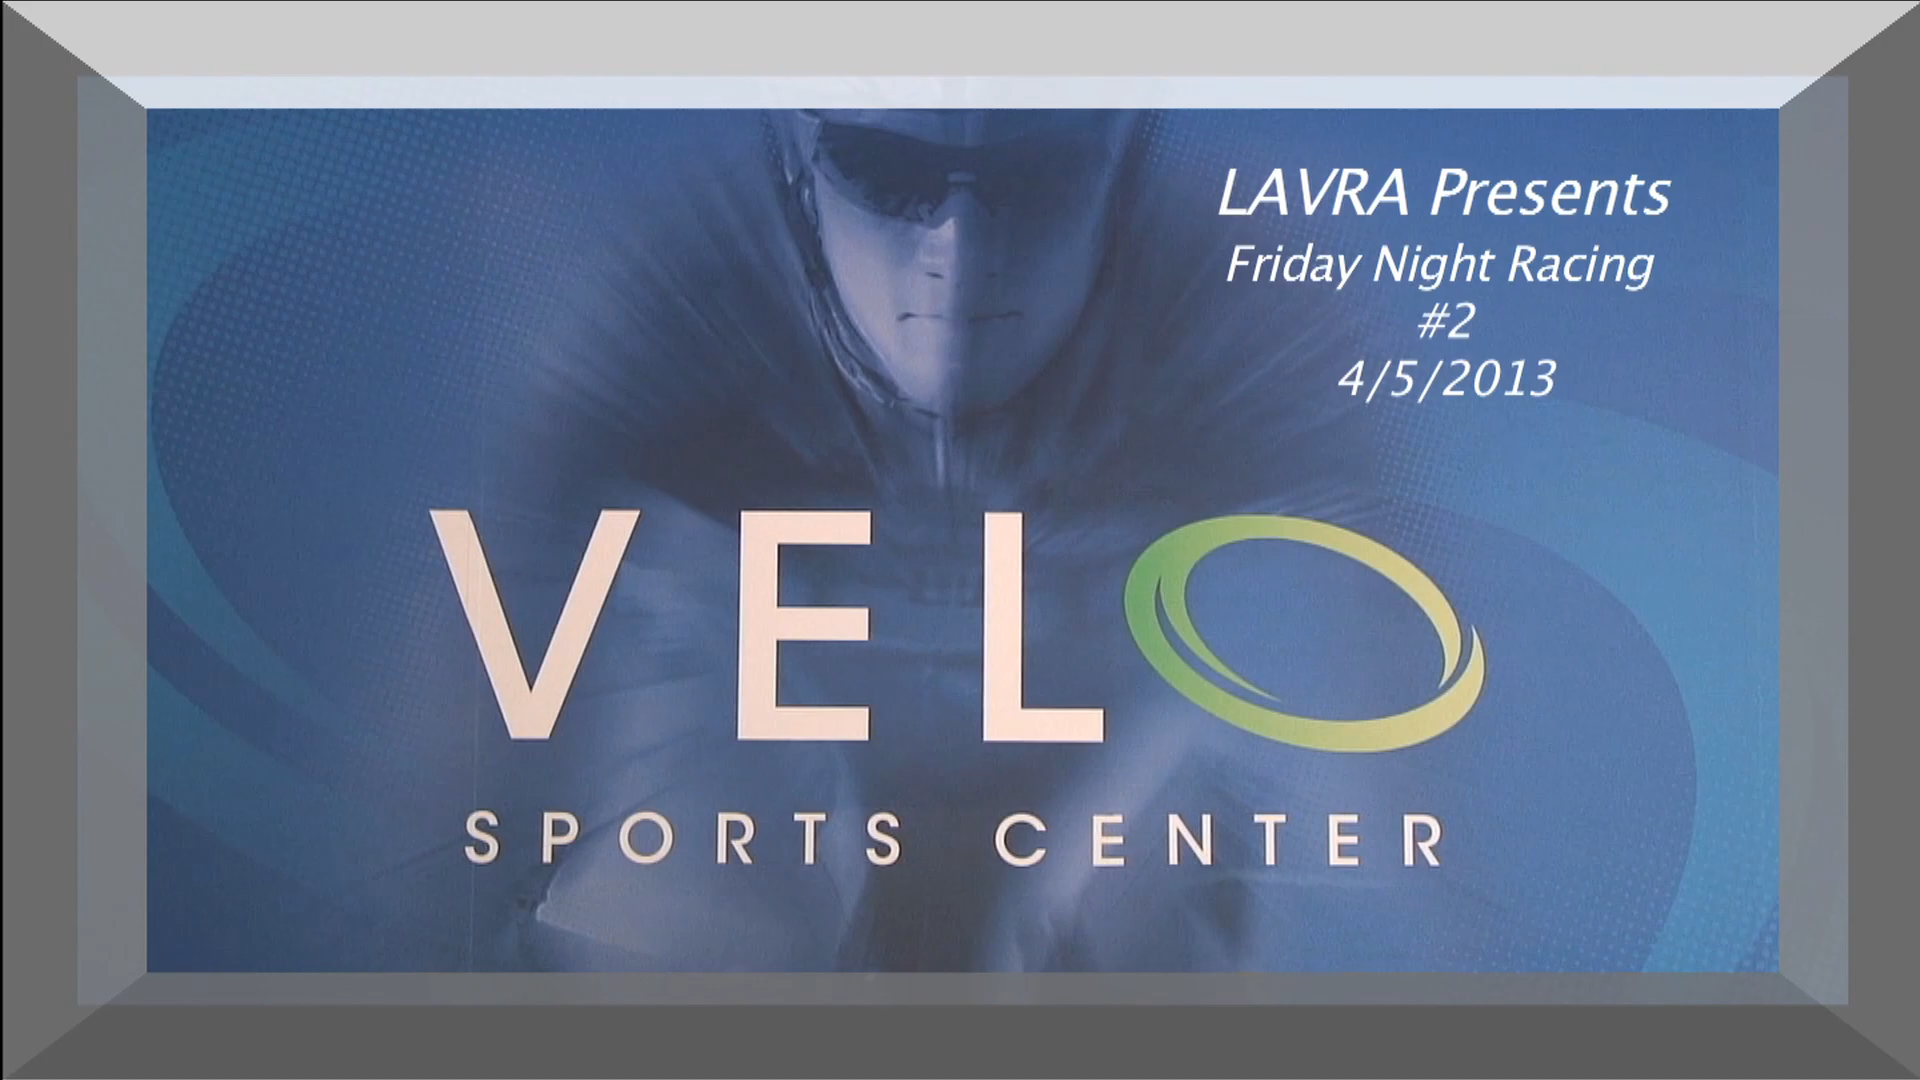 LAVRA Presents
Friday Night Racing
#2
4/5/2013
VELO
SPORTS CENTER